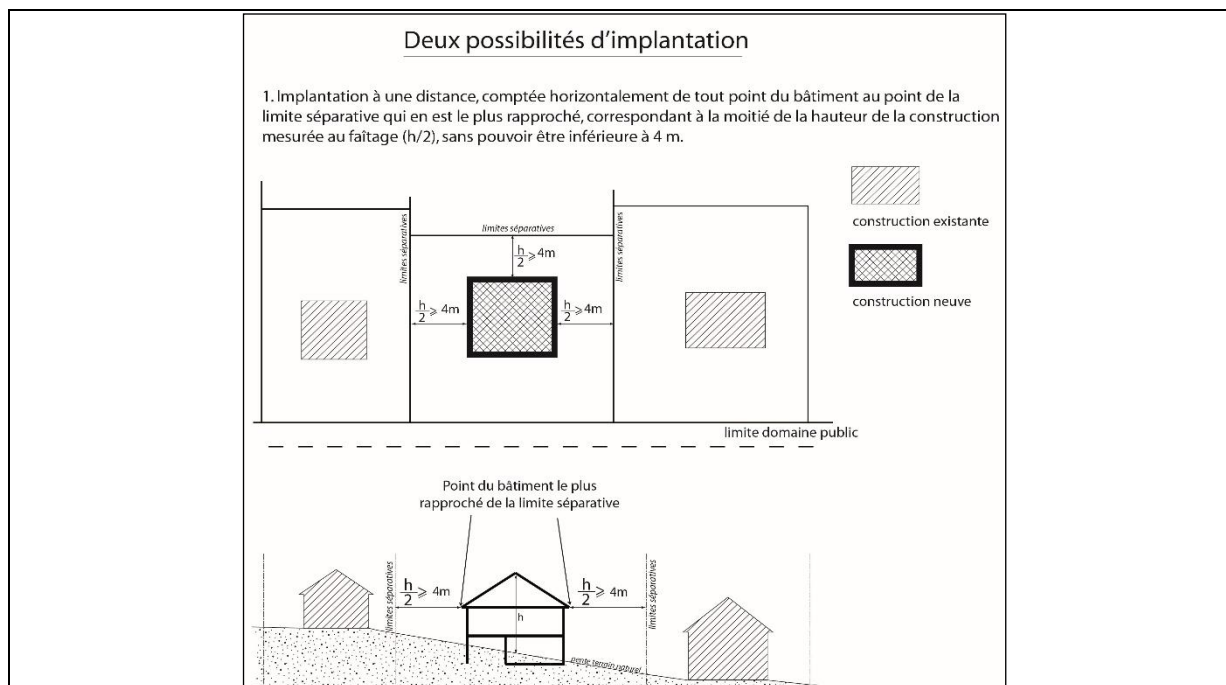 Deux possibilités d'implantation
1. Implantation à une distance, comptée horizontalement de tout point du bâtiment au point de la
limite séparative qui en est le plus rapproché, correspondant à la moitié de la hauteur de la construction
mesurée au faîtage (h/2), sans pouvoir être inférieure à 4 m.
construction existante
construction neuve
limites séparatives
limites séparatives
limites séparatives
h/2 ⩾ 4m
h/2 ⩾ 4m
h/2 ⩾ 4m
limite domaine public
Point du bâtiment le plus
rapproché de la limite séparative
limites séparatives
h/2 ⩾ 4m
h/2 ⩾ 4m
limites séparatives
h
pente terrain naturel